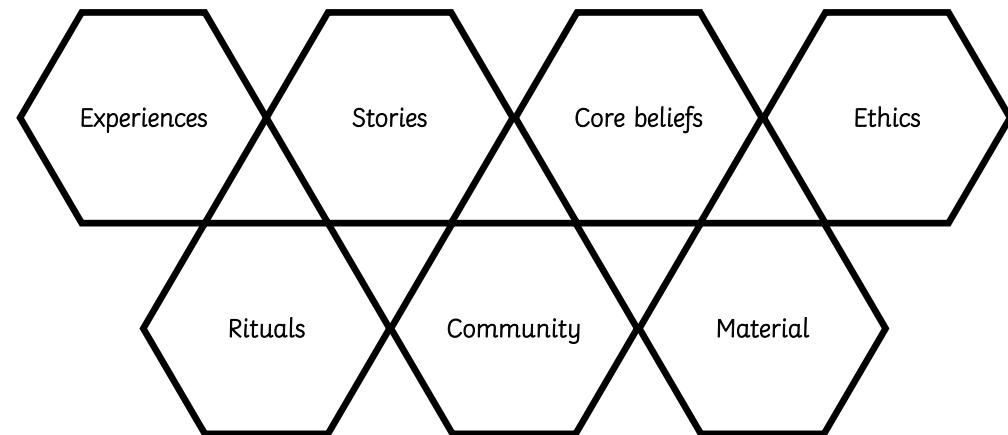 Experiences
Stories
Core beliefs
Ethics
Rituals
Community
Material